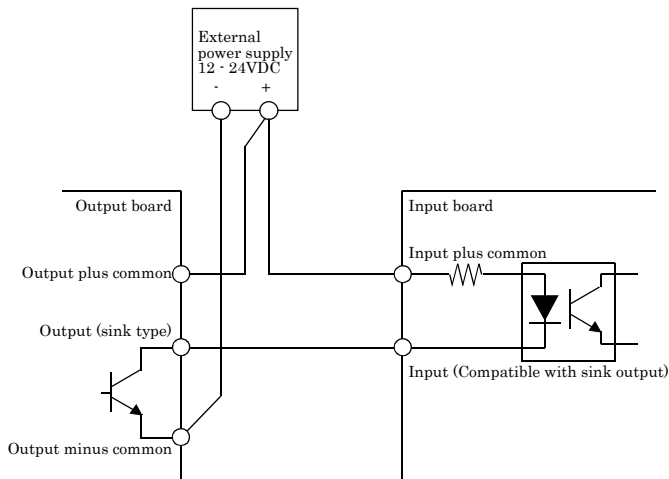 External
power supply
12 - 24VDC
- +
Output board
Input board
Input plus common
Output plus common
Output (sink type)
Input (Compatible with sink output)
Output minus common